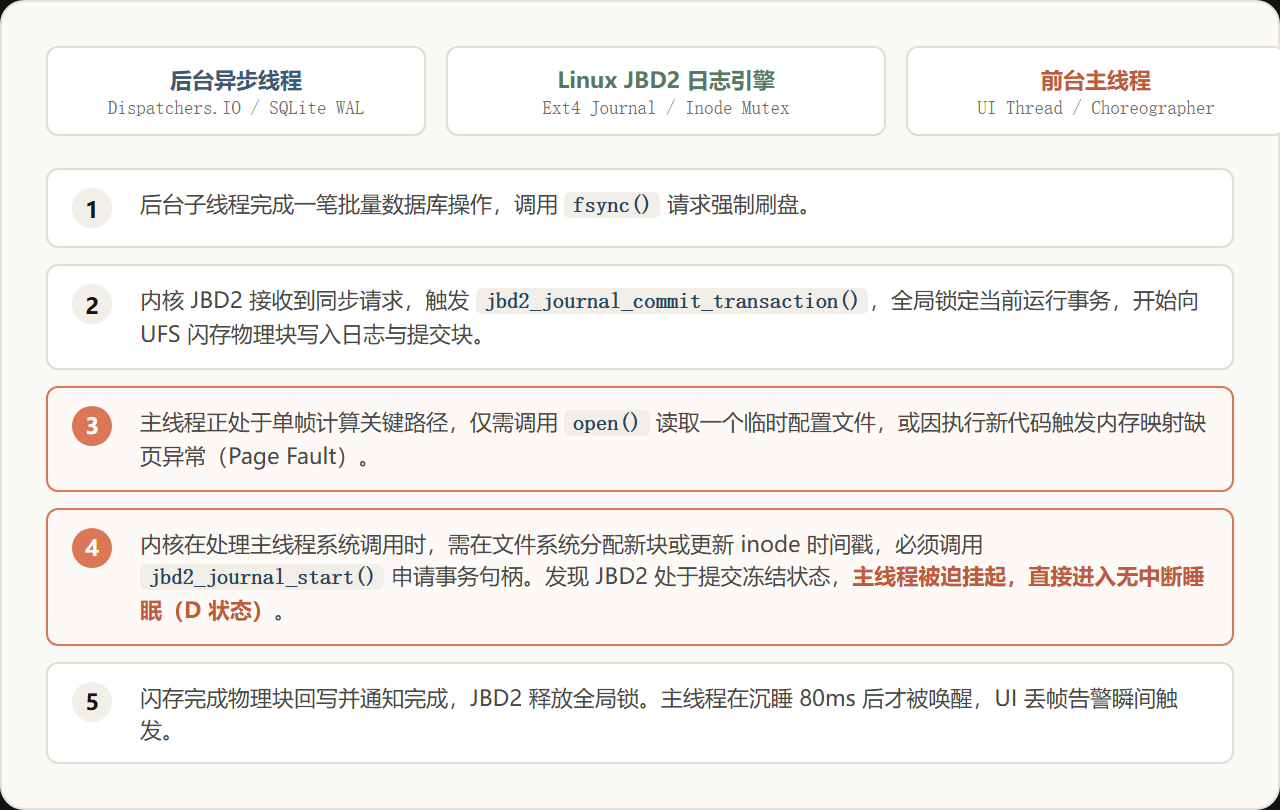 后台异步线程
Dispatchers.IO / SQLite WAL
Linux JBD2 日志引擎
Ext4 Journal / Inode Mutex
前台主线程
UI Thread / Choreographer
1
后台子线程完成一笔批量数据库操作，调用 fsync() 请求强制刷盘。
2
内核 JBD2 接收到同步请求，触发 jbd2_journal_commit_transaction()，全局锁定当前运行事务，开始向
UFS 闪存物理块写入日志与提交块。
3
主线程正处于单帧计算关键路径，仅需调用 open() 读取一个临时配置文件，或因执行新代码触发内存映射缺
页异常（Page Fault）。
4
内核在处理主线程系统调用时，需在文件系统分配新块或更新 inode 时间戳，必须调用
jbd2_journal_start() 申请事务句柄。发现 JBD2 处于提交冻结状态，主线程被迫挂起，直接进入无中断睡
眠（D 状态）。
5
闪存完成物理块回写并通知完成，JBD2 释放全局锁。主线程在沉睡 80ms 后才被唤醒，UI 丢帧告警瞬间触
发。